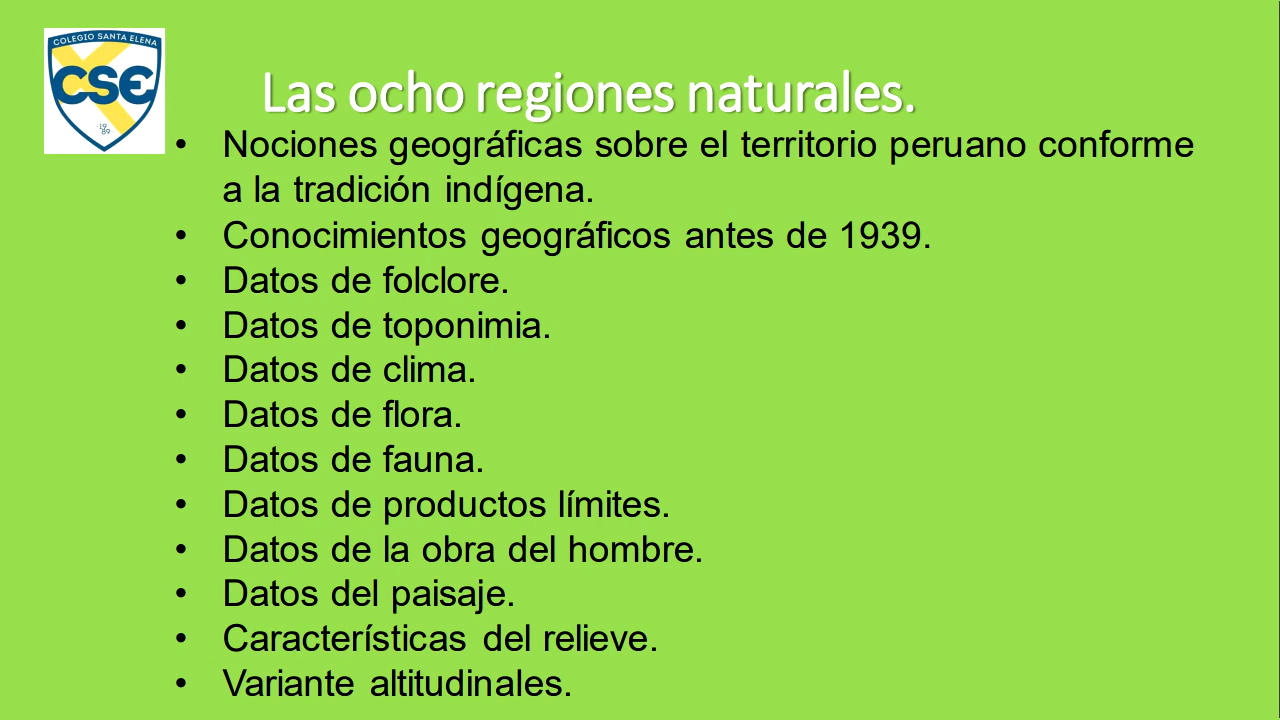 COLEGIO SANTA ELENA
CSE
19
89
Las ocho regiones naturales.
• Nociones geográficas sobre el territorio peruano conforme
a la tradición indígena.
• Conocimientos geográficos antes de 1939.
• Datos de folclore.
• Datos de toponimia.
• Datos de clima.
• Datos de flora.
• Datos de fauna.
• Datos de productos límites.
• Datos de la obra del hombre.
• Datos del paisaje.
• Características del relieve.
• Variante altitudinales.